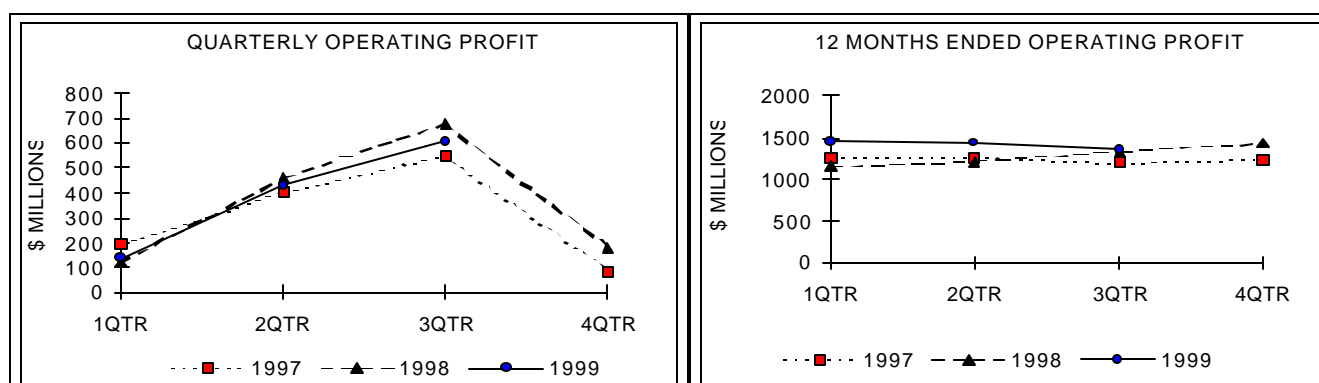 QUARTERLY OPERATING PROFIT
$ MILLIONS
800
700
600
500
400
300
200
100
0
1QTR 2QTR 3QTR 4QTR
1997 1998 1999
12 MONTHS ENDED OPERATING PROFIT
$ MILLIONS
2000
1500
1000
500
0
1QTR 2QTR 3QTR 4QTR
1997 1998 1999